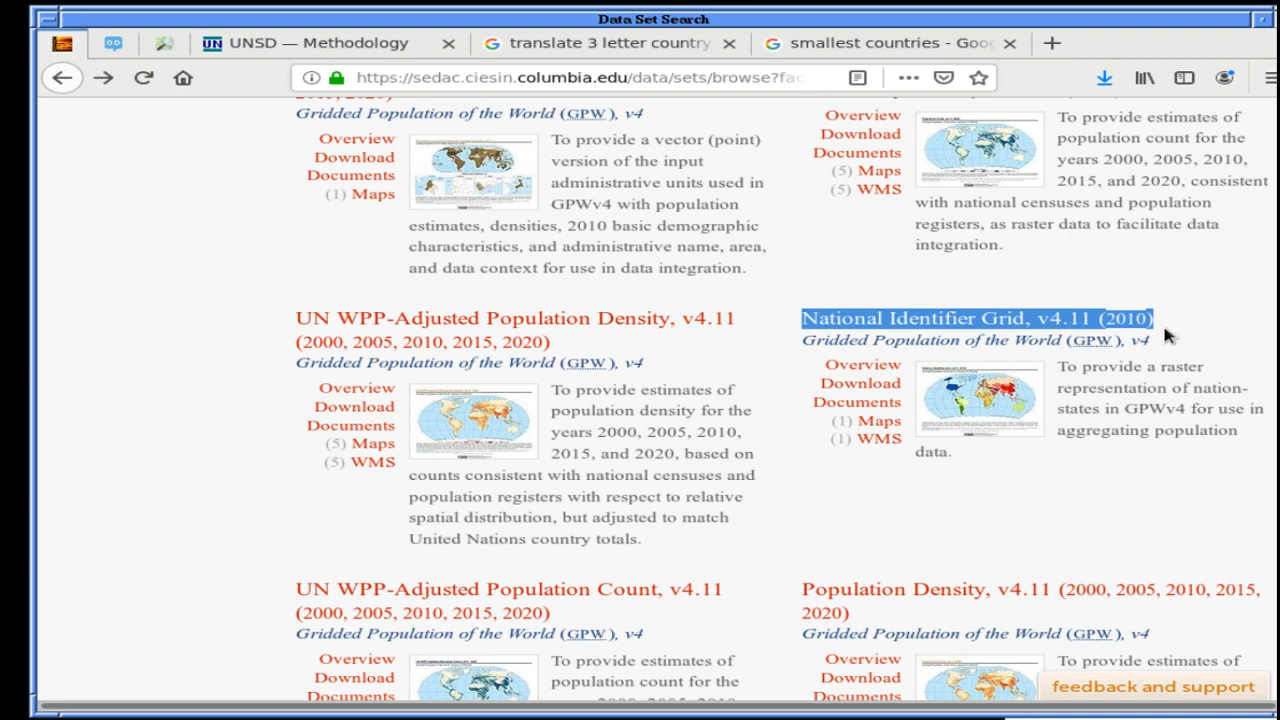 Data Set Search
UN UNSD — Methodology
translate 3 letter country
smallest countries - Goo
https://sedac.ciesin.columbia.edu/data/sets/browse?fac
Gridded Population of the World (GPW), v4
Overview
Download
Documents
(1) Maps
To provide a vector (point)
version of the input
administrative units used in
GPWv4 with population
estimates, densities, 2010 basic demographic
characteristics, and administrative name, area,
and data context for use in data integration.
Overview
Download
Documents
(5) Maps
(5) WMS
To provide estimates of
population count for the
years 2000, 2005, 2010,
2015, and 2020, consistent
with national censuses and population
registers, as raster data to facilitate data
integration.
UN WPP-Adjusted Population Density, v4.11
(2000, 2005, 2010, 2015, 2020)
Gridded Population of the World (GPW), v4
Overview
Download
Documents
(5) Maps
(5) WMS
To provide estimates of
population density for the
years 2000, 2005, 2010,
2015, and 2020, based on
counts consistent with national censuses and
population registers with respect to relative
spatial distribution, but adjusted to match
United Nations country totals.
National Identifier Grid, v4.11 (2010)
Gridded Population of the World (GPW), v4
Overview
Download
Documents
(1) Maps
(1) WMS
To provide a raster
representation of nation-
states in GPWv4 for use in
aggregating population
data.
UN WPP-Adjusted Population Count, v4.11
(2000, 2005, 2010, 2015, 2020)
Gridded Population of the World (GPW), v4
Overview
Download
Documents
To provide estimates of
population count for the
Population Density, v4.11 (2000, 2005, 2010, 2015,
2020)
Gridded Population of the World (GPW), v4
Overview
Download
Documents
To provide estimates of
feedback and support